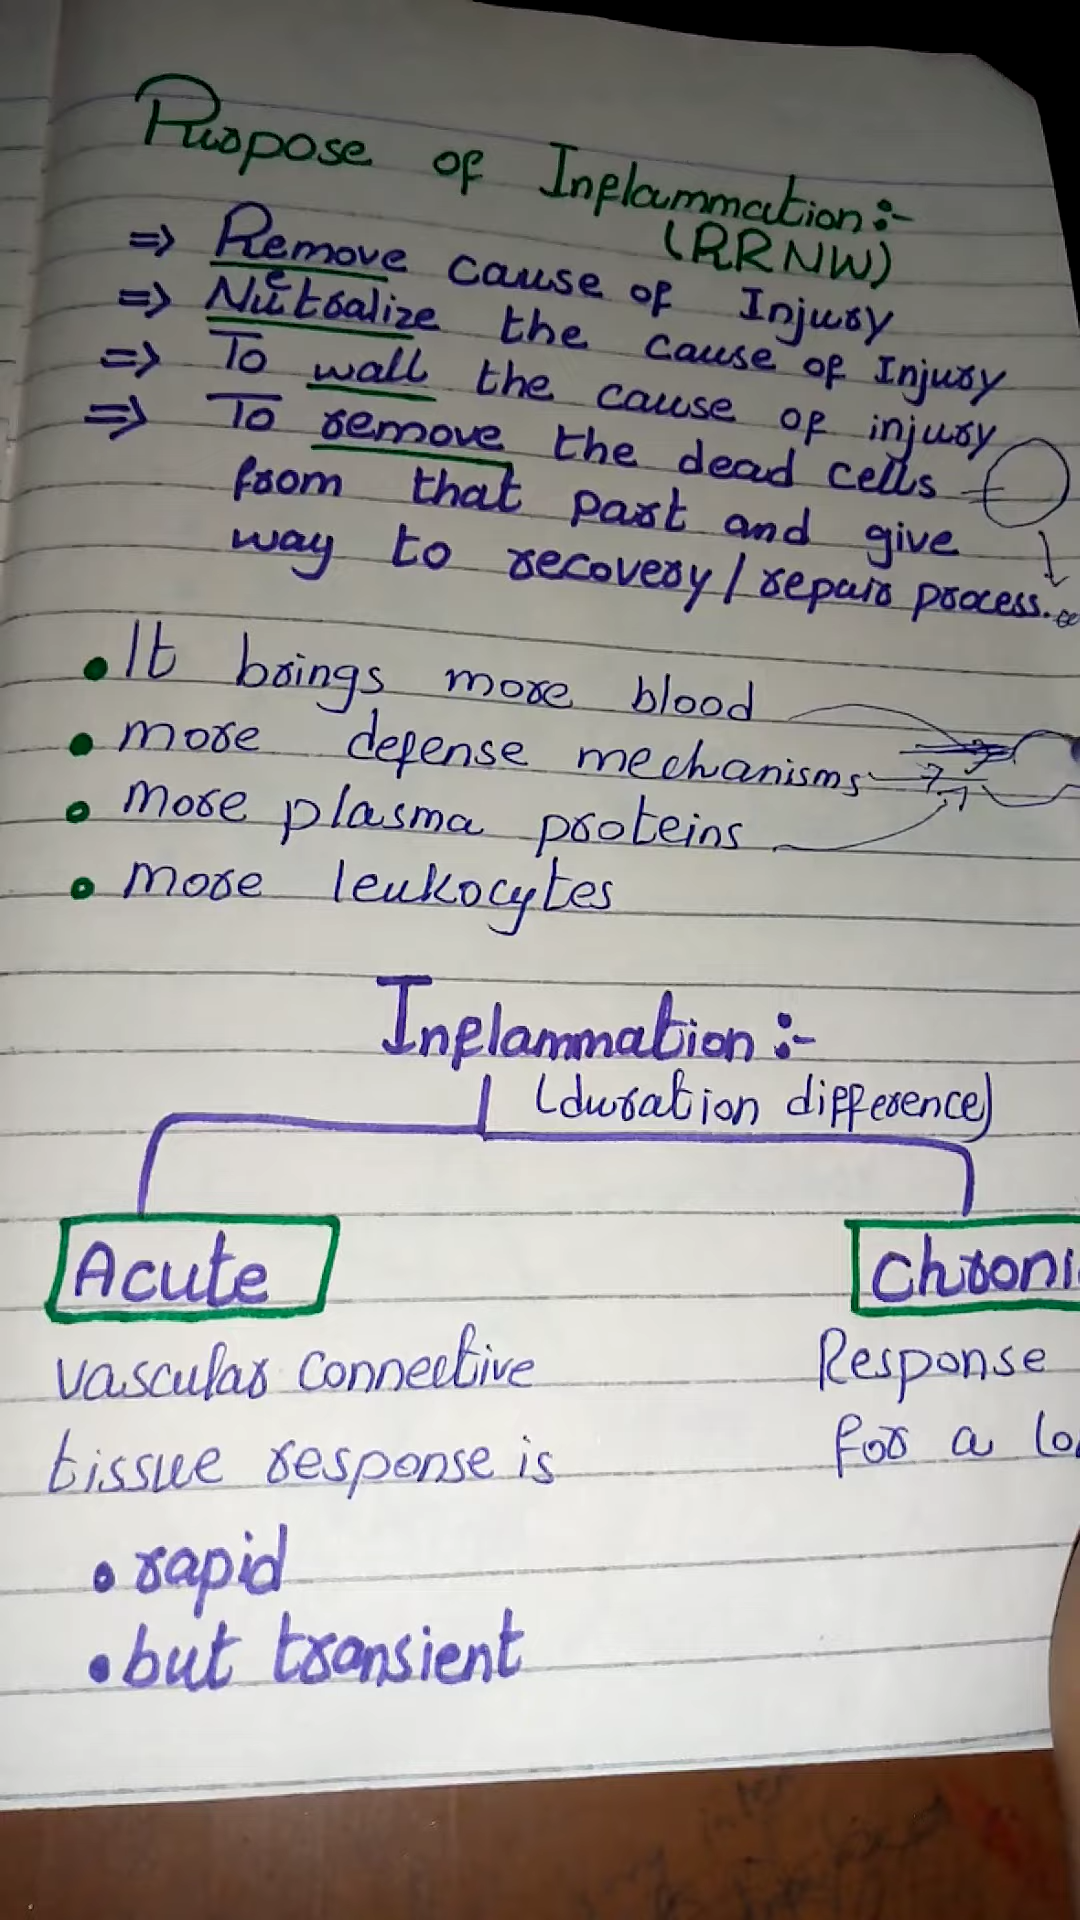 Purpose of Inflammation:-
(RRNW)
=> Remove cause of Injury
=> Nutralize the cause of Injury
e
=> To wall the cause of injury
=> To remove the dead cells
from that part and give
way to recovery/repair process.
• It brings more blood
• more defense mechanisms
• more plasma proteins
• more leukocytes
Inflammation:-
(duration difference)
Acute
Chroni
vascular connective
Response
tissue response is
for a lo
• rapid
• but transient